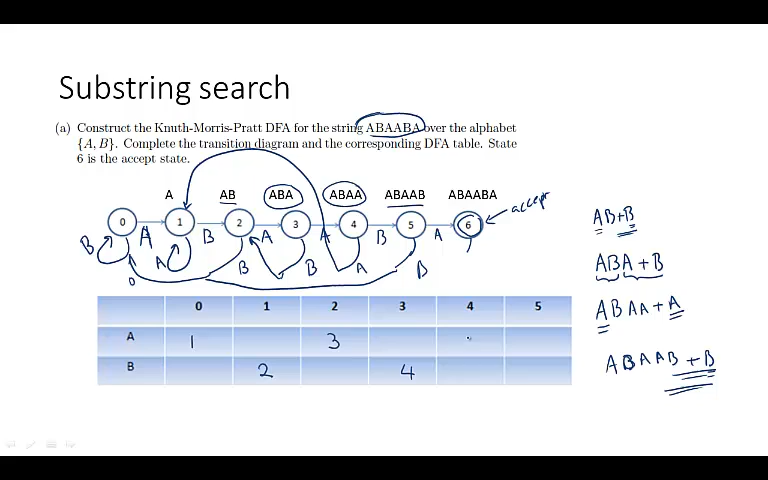 Substring search
(a) Construct the Knuth-Morris-Pratt DFA for the string ABAABA over the alphabet
{A, B}. Complete the transition diagram and the corresponding DFA table. State
6 is the accept state.
A AB ABA ABAA ABAAB ABAABA
accept
0 1 2 3 4 5 6
A B A A B A
B A B B A B
0
AB+B
ABA+B
ABAA+A
ABAAB+B
0 1 2 3 4 5
A 1 3
B 2 4